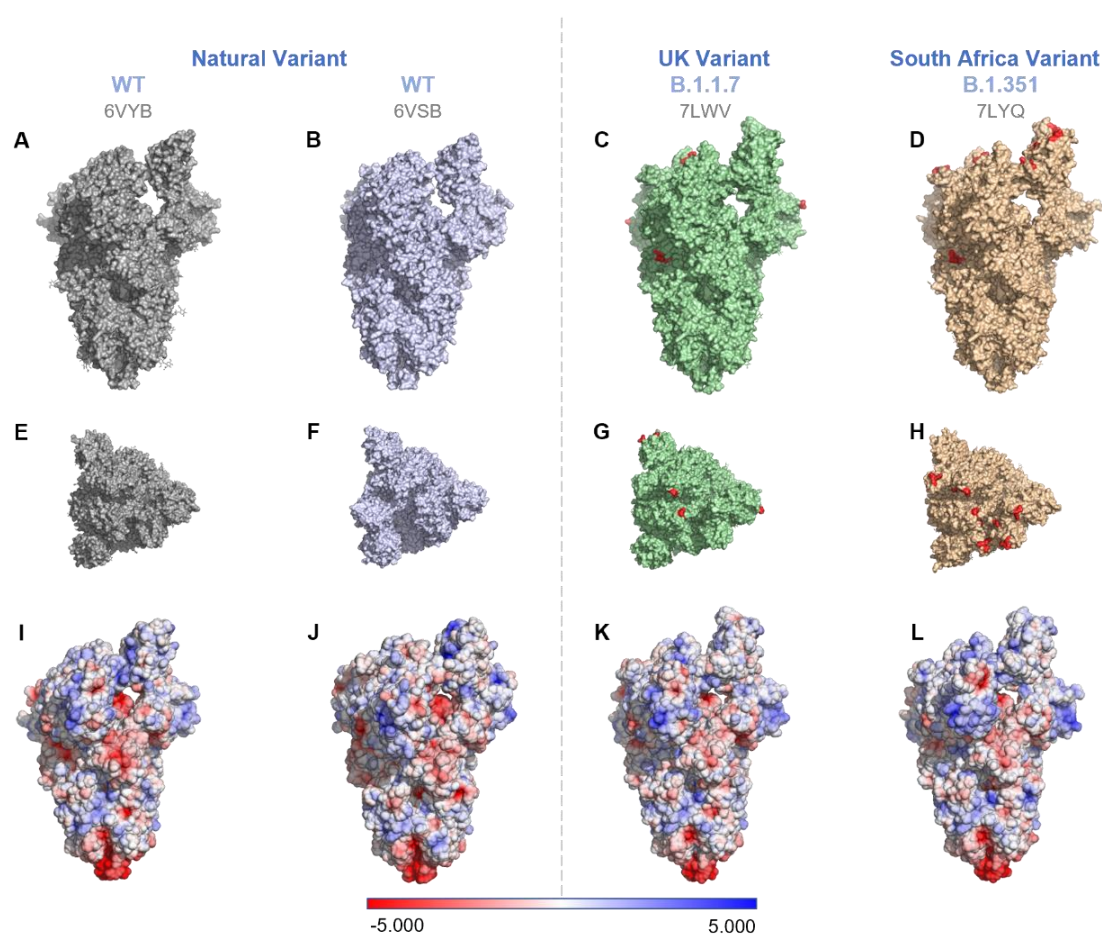 Natural Variant
UK Variant
South Africa Variant
WT
WT
B.1.1.7
B.1.351
6VYB
6VSB
7LWV
7LYQ
A
B
C
D
E
F
G
H
I
J
K
L
-5.000
5.000